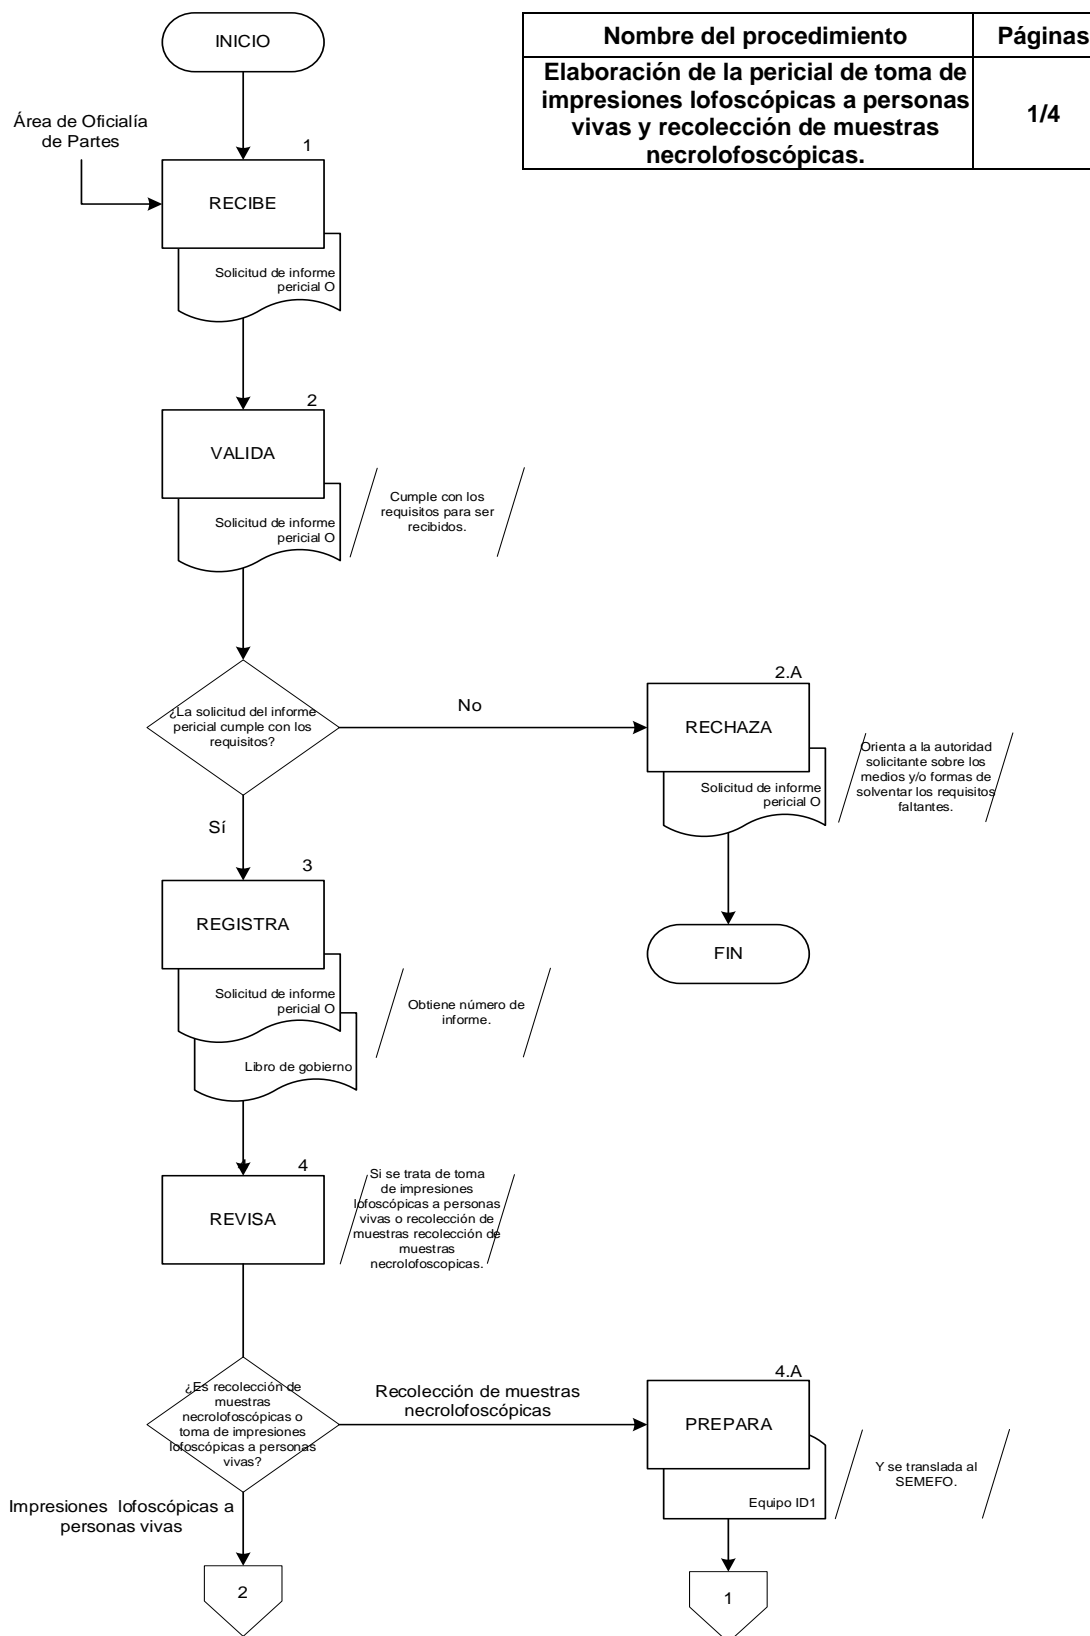 INICIO
Nombre del procedimiento
Páginas
Elaboración de la pericial de toma de
impresiones lofoscópicas a personas
vivas y recolección de muestras
necrolofoscópicas.
1/4
Área de Oficialía
de Partes
1
RECIBE
Solicitud de informe
pericial O
2
VALIDA
Solicitud de informe
pericial O
Cumple con los
requisitos para ser
recibidos.
¿La solicitud del informe
pericial cumple con los
requisitos?
No
2.A
RECHAZA
Solicitud de informe
pericial O
Orienta a la autoridad
solicitante sobre los
medios y/o formas de
solventar los requisitos
faltantes.
FIN
Sí
3
REGISTRA
Solicitud de informe
pericial O
Libro de gobierno
Obtiene número de
informe.
4
REVISA
Si se trata de toma
de impresiones
lofoscópicas a personas
vivas o recolección de
muestras recolección de
muestras
necrolofoscopicas.
¿Es recolección de
muestras
necrolofoscópicas o
toma de impresiones
lofoscópicas a personas
vivas?
Recolección de muestras
necrolofoscópicas
4.A
PREPARA
Equipo ID1
Y se translada al
SEMEFO.
Impresiones lofoscópicas a
personas vivas
2
1